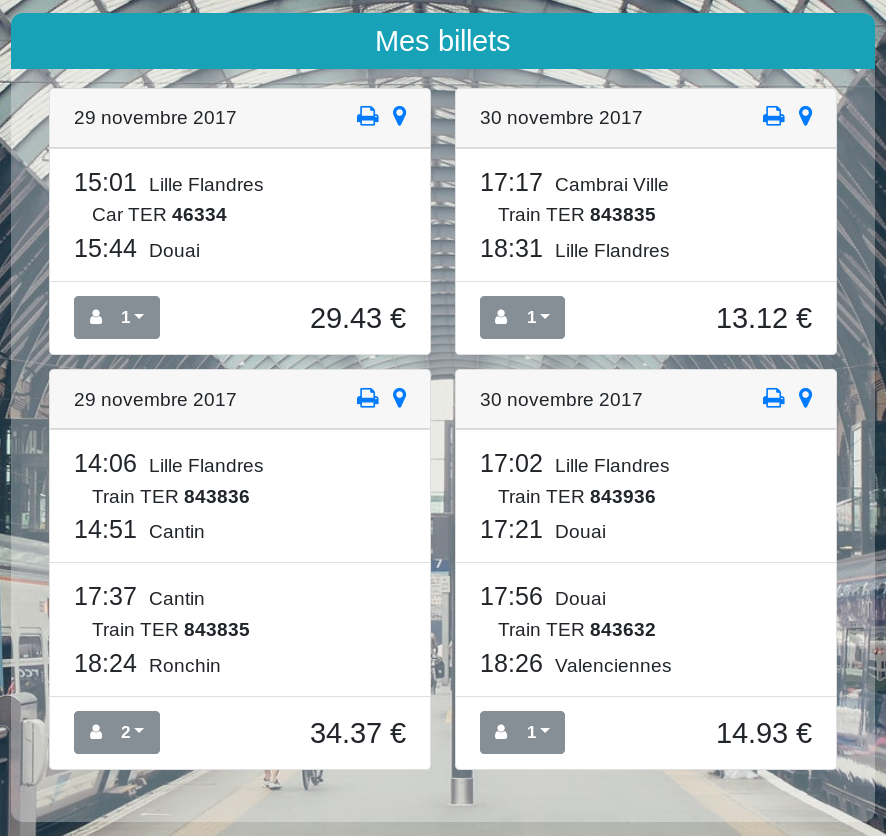 Mes billets
29 novembre 2017
15:01 Lille Flandres
Car TER 46334
15:44 Douai
1
29.43 €
30 novembre 2017
17:17 Cambrai Ville
Train TER 843835
18:31 Lille Flandres
1
13.12 €
29 novembre 2017
14:06 Lille Flandres
Train TER 843836
14:51 Cantin
17:37 Cantin
Train TER 843835
18:24 Ronchin
2
34.37 €
30 novembre 2017
17:02 Lille Flandres
Train TER 843936
17:21 Douai
17:56 Douai
Train TER 843632
18:26 Valenciennes
1
14.93 €
7